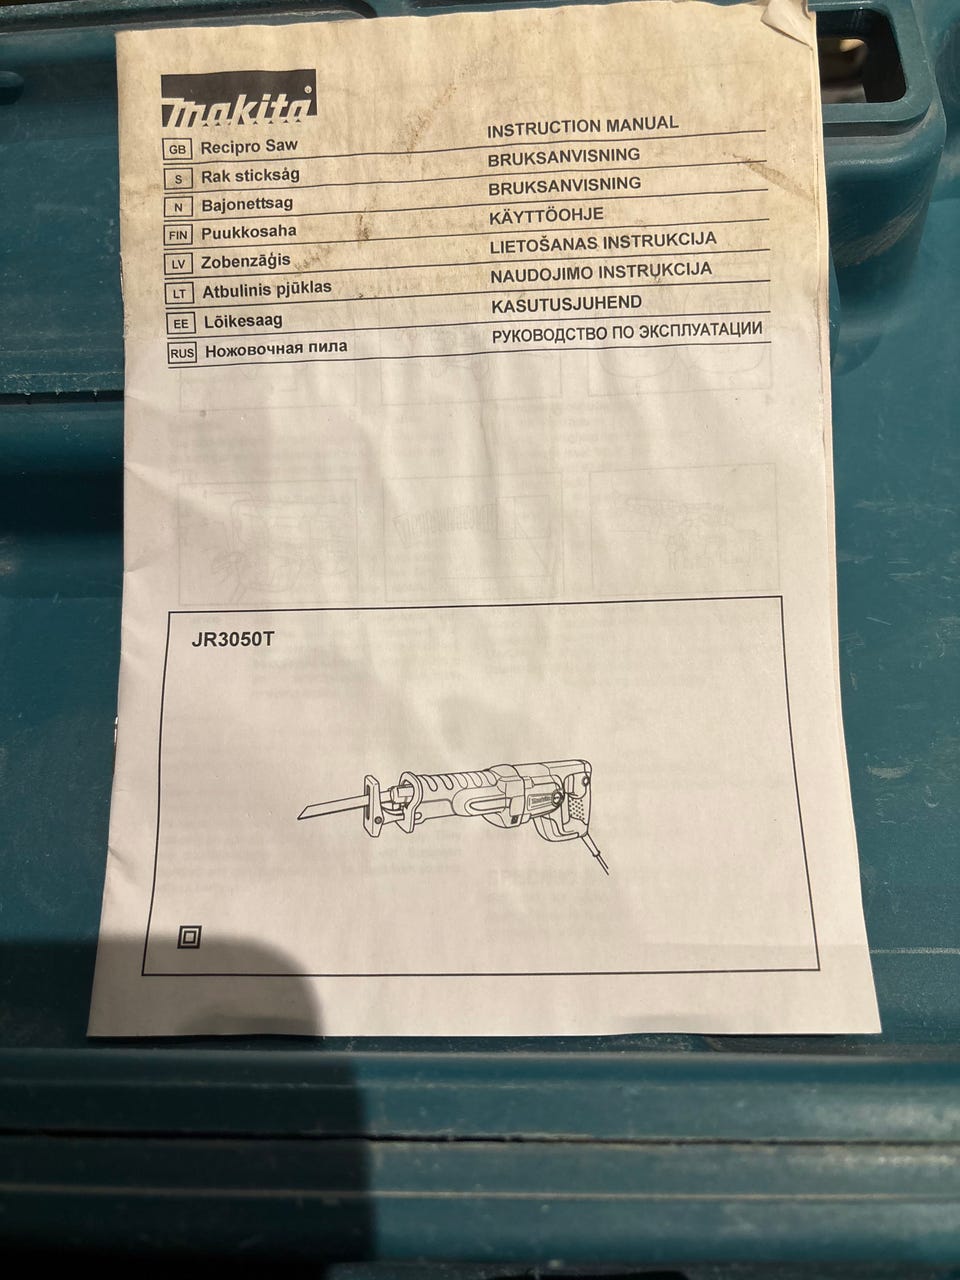 makita®
GB Recipro Saw INSTRUCTION MANUAL
S Rak sticksåg BRUKSANVISNING
N Bajonettsag BRUKSANVISNING
FIN Puukkosaha KÄYTTÖOHJE
LV Zobenzāģis LIETOŠANAS INSTRUKCIJA
LT Atbulinis pjūklas NAUDOJIMO INSTRUKCIJA
EE Lõikesaag KASUTUSJUHEND
RUS Ножовочная пила РУКОВОДСТВО ПО ЭКСПЛУАТАЦИИ
JR3050T